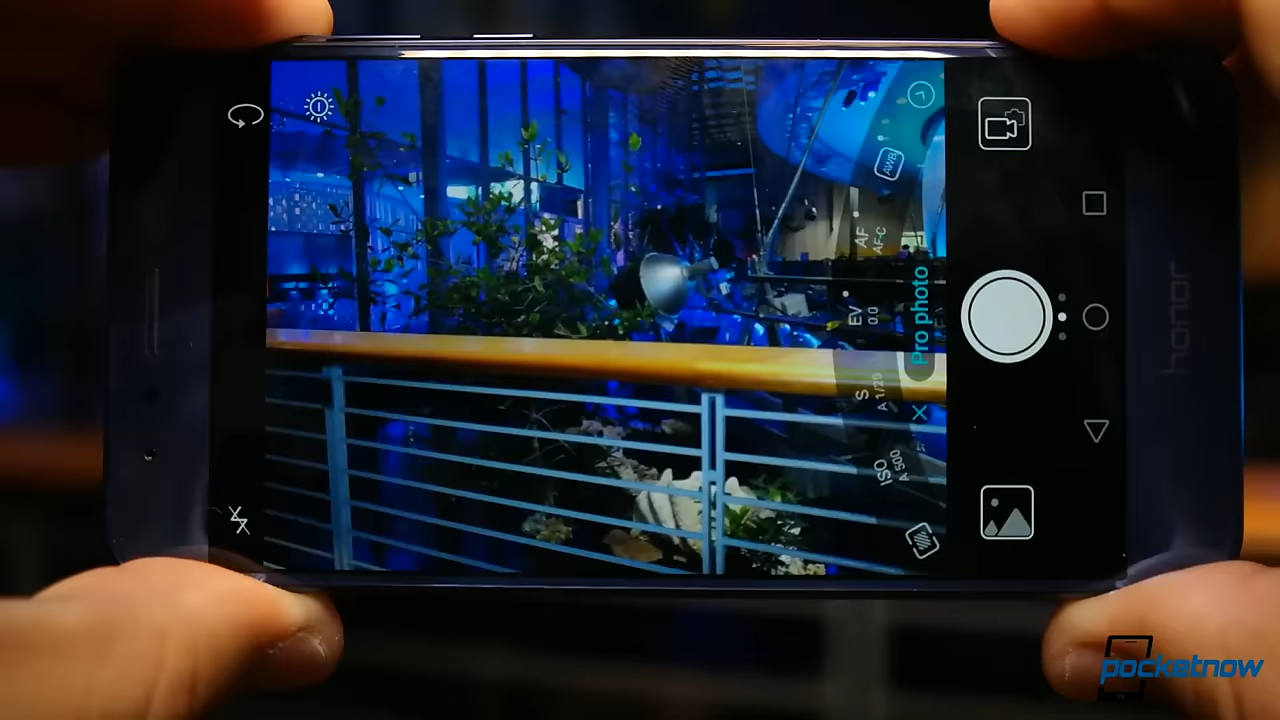 AWB
AF
AF-C
EV
0.0
Pro photo
S
A 1/20
ISO
A 500
honor
pocketnow